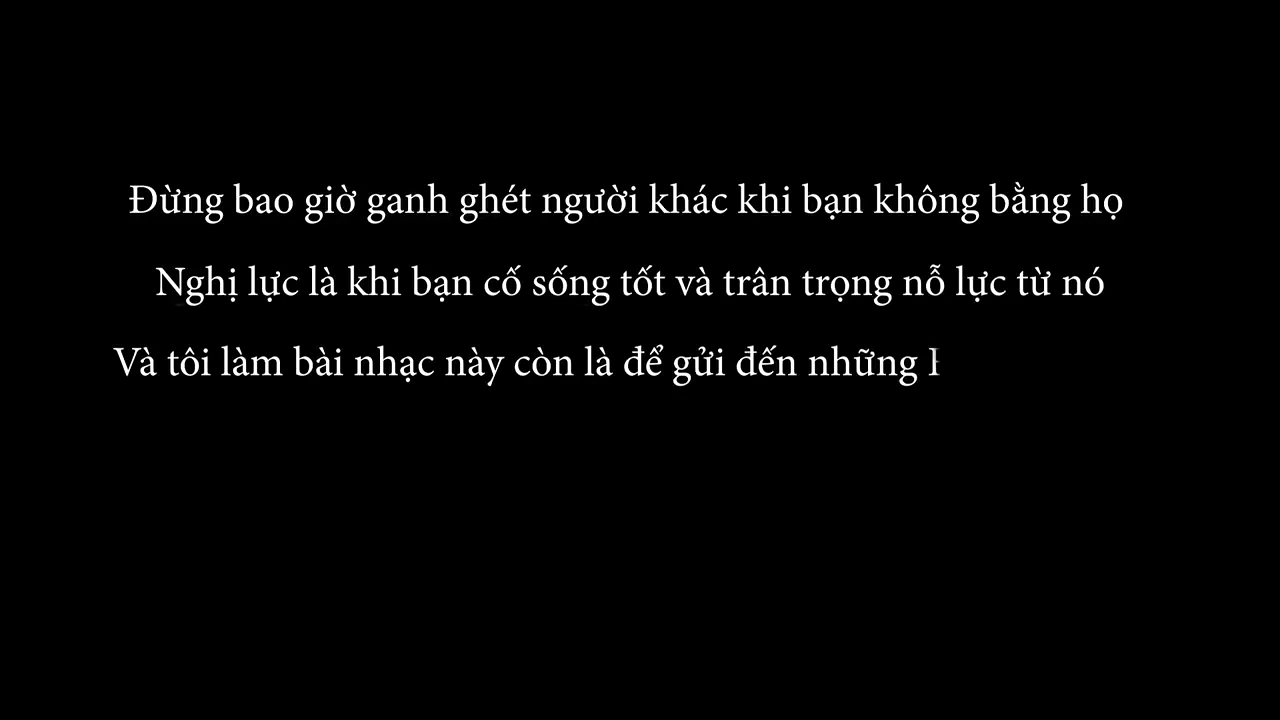 Đừng bao giờ ganh ghét người khác khi bạn không bằng họ
Nghị lực là khi bạn cố sống tốt và trân trọng nỗ lực từ nó
Và tôi làm bài nhạc này còn là để gửi đến những